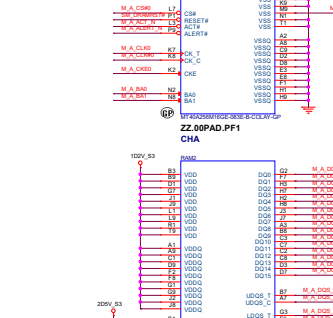 VSS K9
VSS M9
VSS N1
VSS T1
M_A_CS#0 L7 CS#
SM_DRAMRST# P1 RESET#
M_A_ACT_N L3 ACT#
M_A_ALERT_N P9 ALERT#
VSSQ A2
VSSQ A8
M_A_CLK0 K7 CK_T VSSQ C9
M_A_CLK#0 K8 CK_C VSSQ D2
VSSQ D8
VSSQ E3
M_A_CKE0 K2 CKE VSSQ E8
VSSQ F1
VSSQ H1
M_A_BA0 N2 BA0 VSSQ H9
M_A_BA1 N8 BA1
GP
MT40A256M16GE-083E-B-COLAY-GP
ZZ.00PAD.PF1
CHA
1D2V_S3 RAM2
B3 VDD DQ0 G2
B9 VDD DQ1 F7
D1 VDD DQ2 H3
G7 VDD DQ3 H7
J1 VDD DQ4 H2
J9 VDD DQ5 H8
L1 VDD DQ6 J3
L9 VDD DQ7 J7
R1 VDD DQ8 A3
T9 VDD DQ9 B8
DQ10 C3
A1 VDDQ DQ11 C7
A9 VDDQ DQ12 C2
C1 VDDQ DQ13 C8
D9 VDDQ DQ14 D3
F2 VDDQ DQ15 D7
F8 VDDQ
G1 VDDQ
G9 VDDQ UDQS_T B7 M_A_DQS
J2 VDDQ UDQS_C A7 M_A_DQS
J8 VDDQ
2D5V_S3 LDQS_T G3 M_A_DQS